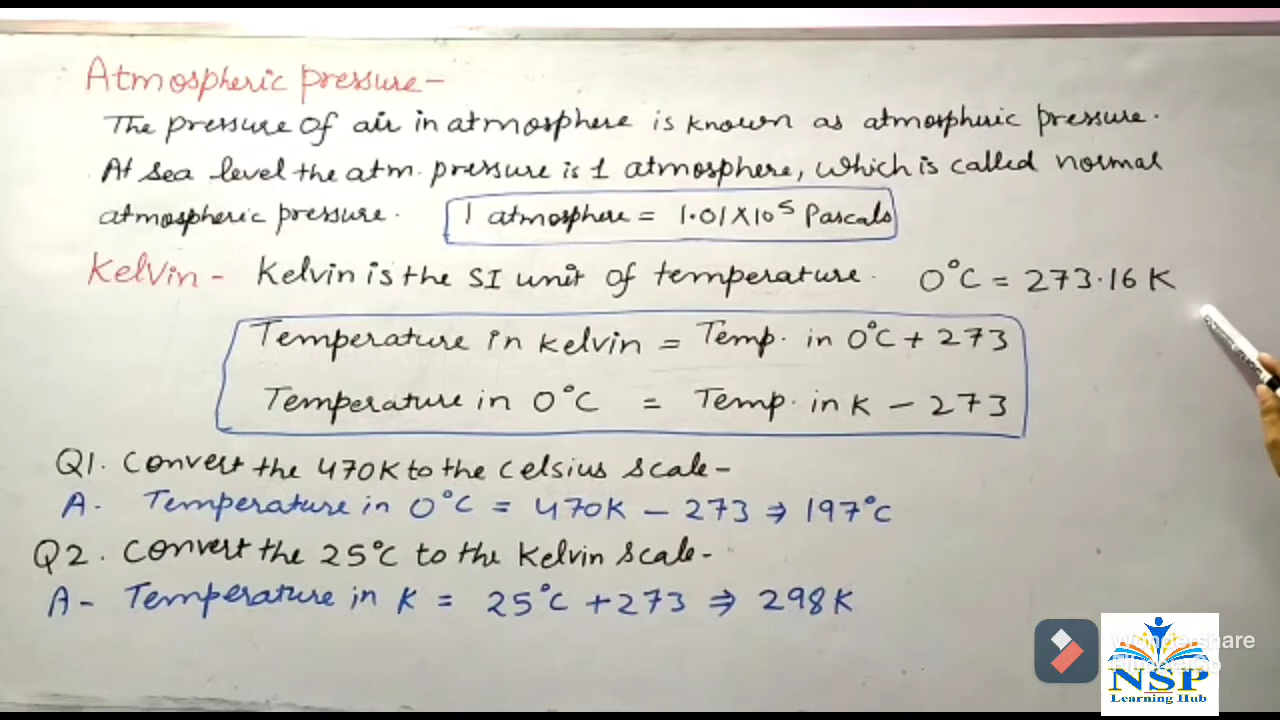 Atmospheric pressure-
The pressure of air in atmosphere is known as atmospheric pressure.
At sea level the atm. pressure is 1 atmosphere, which is called normal
atmospheric pressure. 1 atmosphere = 1.01X10⁵ Pascals
Kelvin - Kelvin is the SI unit of temperature. 0°C = 273.16 K
Temperature in kelvin = Temp. in 0°C + 273
Temperature in 0°C = Temp. in K - 273
Q1. Convert the 470K to the Celsius scale-
A. Temperature in 0°C = 470K - 273 ⇒ 197°C
Q2. Convert the 25°C to the Kelvin scale-
A- Temperature in K = 25°C + 273 ⇒ 298K
Wondershare
FilmoraGo
NSP
Learning Hub